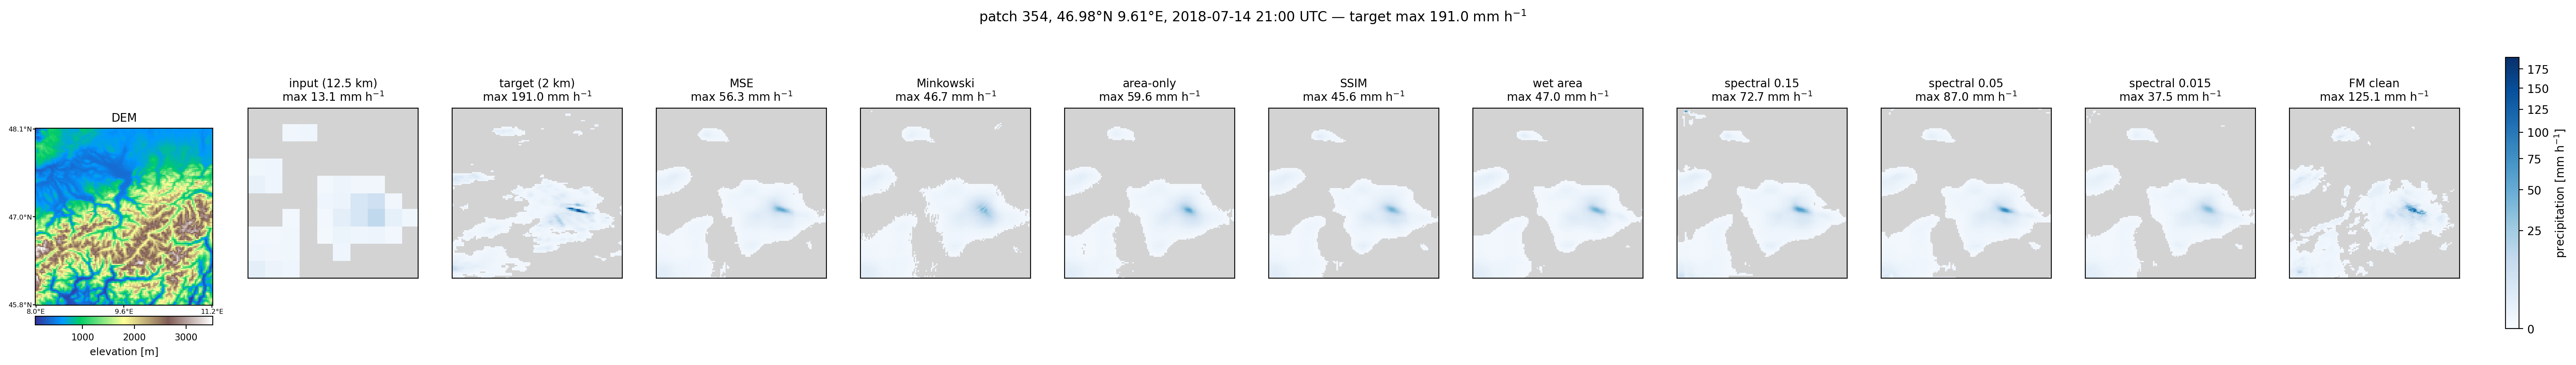 patch 354, 46.98°N 9.61°E, 2018-07-14 21:00 UTC — target max 191.0 mm h⁻¹
DEM
48.1°N
47.0°N
45.8°N
8.0°E 9.6°E 11.2°E
1000 2000 3000
elevation [m]
input (12.5 km)
max 13.1 mm h⁻¹
target (2 km)
max 191.0 mm h⁻¹
MSE
max 56.3 mm h⁻¹
Minkowski
max 46.7 mm h⁻¹
area-only
max 59.6 mm h⁻¹
SSIM
max 45.6 mm h⁻¹
wet area
max 47.0 mm h⁻¹
spectral 0.15
max 72.7 mm h⁻¹
spectral 0.05
max 87.0 mm h⁻¹
spectral 0.015
max 37.5 mm h⁻¹
FM clean
max 125.1 mm h⁻¹
175
150
125
100
75
50
25
0
precipitation [mm h⁻¹]